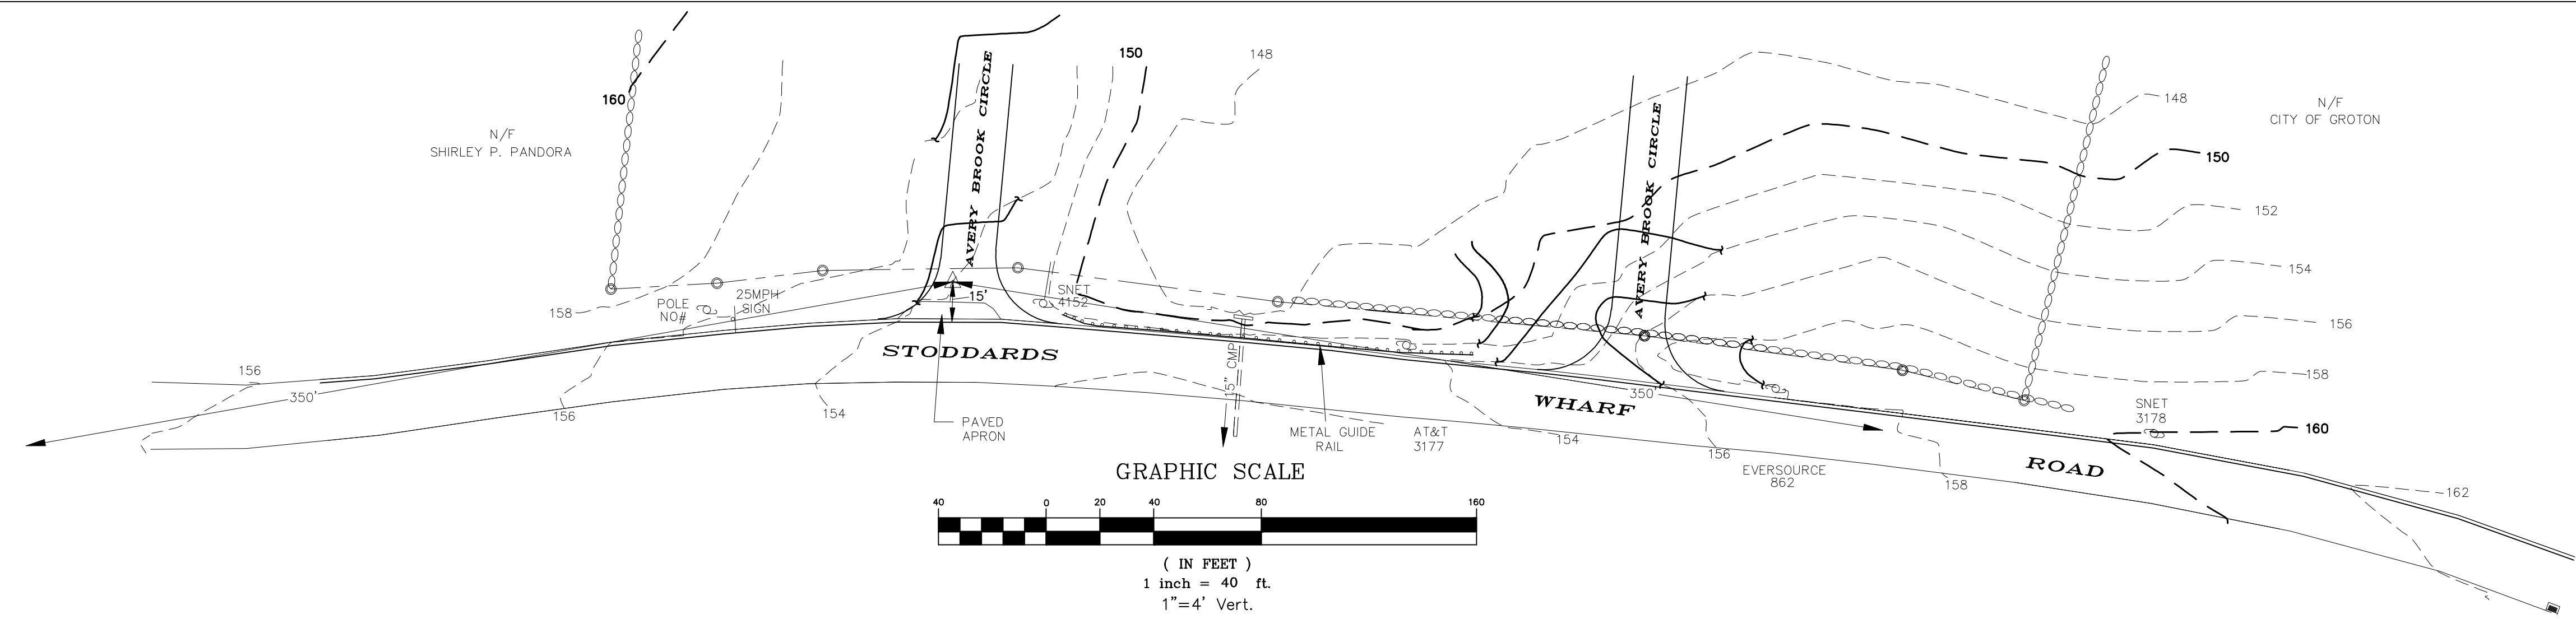 160
N/F
SHIRLEY P. PANDORA
AVERY BROOK CIRCLE
150
148
AVERY BROOK CIRCLE
148
N/F
CITY OF GROTON
150
152
154
156
158
158
POLE
NO#
25MPH
SIGN
15'
SNET
4152
STODDARDS
15" CMP
156
350'
156
154
PAVED
APRON
METAL GUIDE
RAIL
AT&T
3177
WHARF
350'
154
156
EVERSOURCE
862
158
ROAD
SNET
3178
160
162
GRAPHIC SCALE
40 0 20 40 80 160
( IN FEET )
1 inch = 40 ft.
1"=4' Vert.